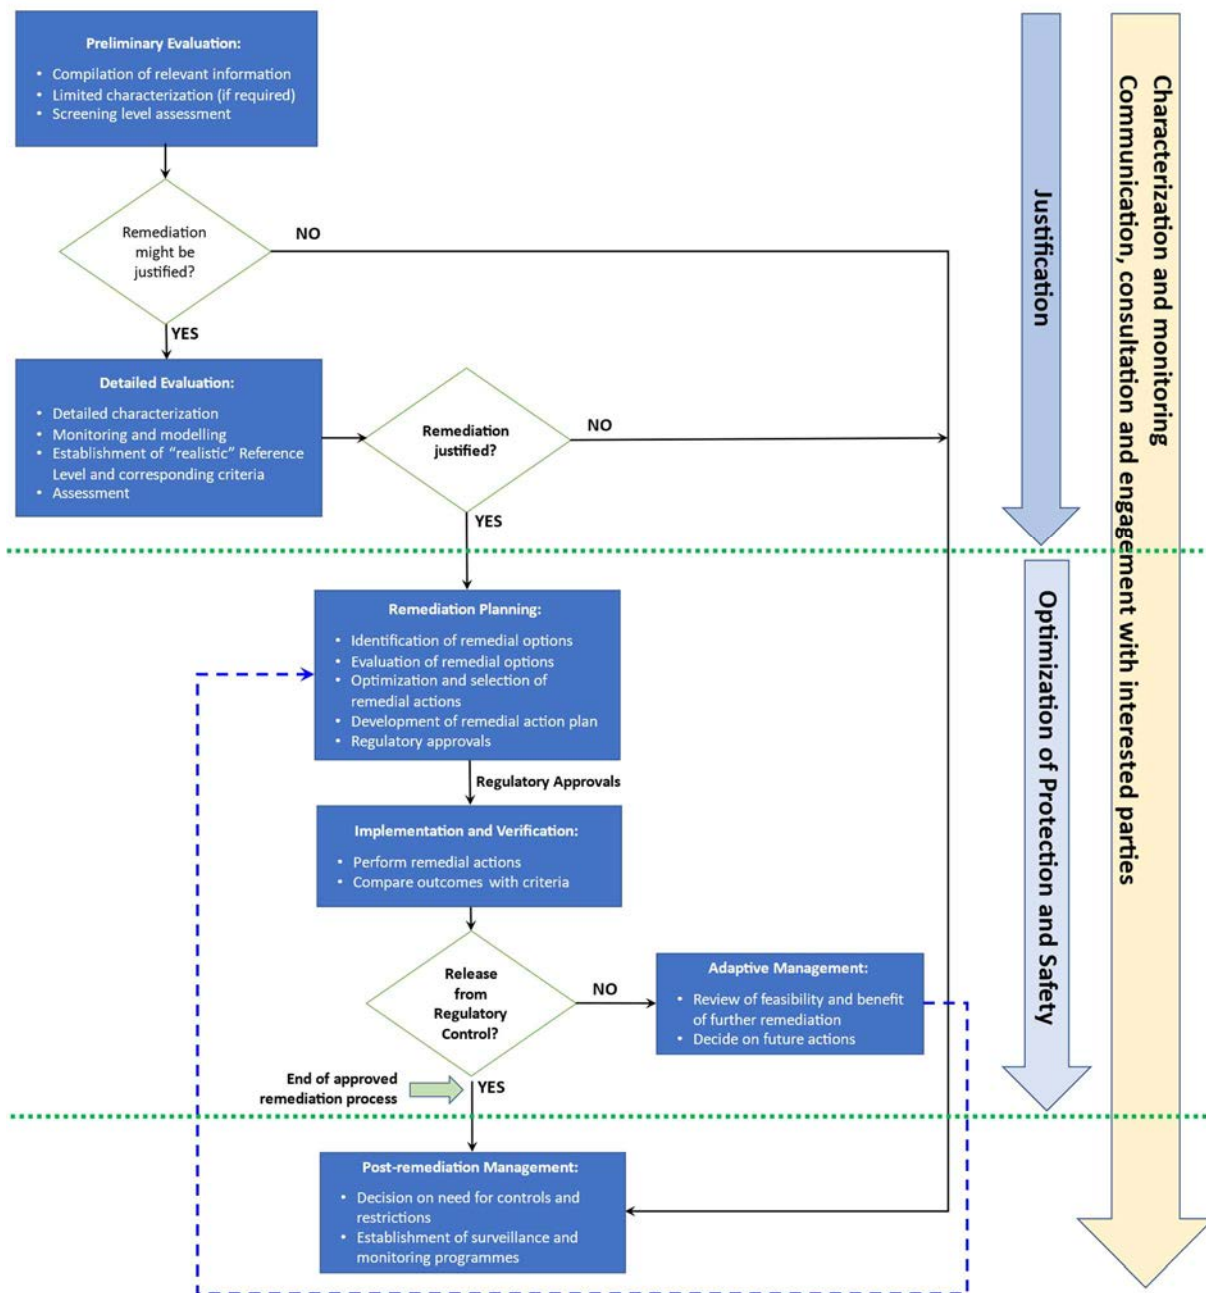 Preliminary Evaluation:
• Compilation of relevant information
• Limited characterization (if required)
• Screening level assessment
Remediation
might be
justified?
NO
YES
Detailed Evaluation:
• Detailed characterization
• Monitoring and modelling
• Establishment of “realistic” Reference
Level and corresponding criteria
• Assessment
Remediation
justified?
NO
YES
Remediation Planning:
• Identification of remedial options
• Evaluation of remedial options
• Optimization and selection of
remedial actions
• Development of remedial action plan
• Regulatory approvals
Regulatory Approvals
Implementation and Verification:
• Perform remedial actions
• Compare outcomes with criteria
Release
from
Regulatory
Control?
NO
Adaptive Management:
• Review of feasibility and benefit
of further remediation
• Decide on future actions
End of approved
remediation process
YES
Post-remediation Management:
• Decision on need for controls and
restrictions
• Establishment of surveillance and
monitoring programmes
Justification
Optimization of Protection and Safety
Characterization and monitoring
Communication, consultation and engagement with interested parties